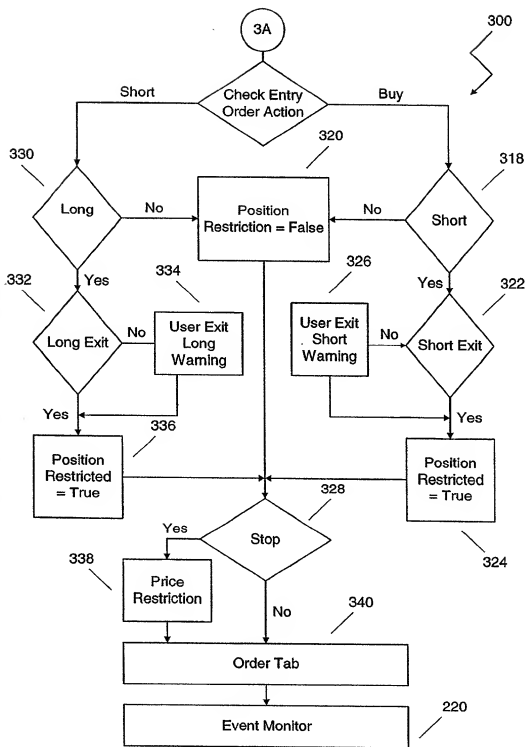 3A
300
Check Entry
Order Action
Short
Buy
330
320
318
Long
No
Position
Restriction = False
No
Short
332
Yes
334
326
Yes
322
Long Exit
No
User Exit
Long
Warning
User Exit
Short
Warning
No
Short Exit
Yes
336
Yes
Position
Restricted
= True
Position
Restricted
= True
328
324
Yes
Stop
338
Price
Restriction
No
340
Order Tab
Event Monitor
220